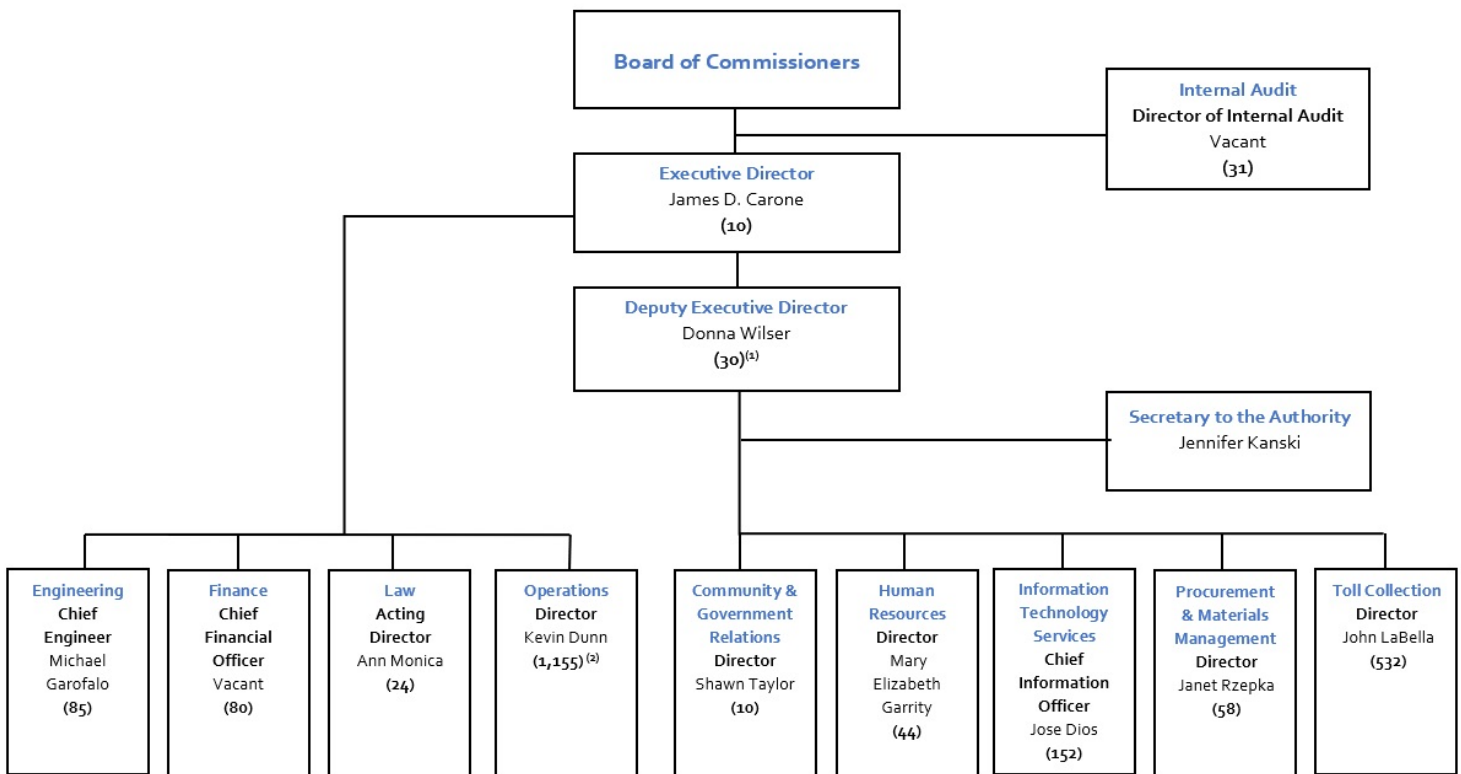 Board of Commissioners
Internal Audit
Director of Internal Audit
Vacant
(31)
Executive Director
James D. Carone
(10)
Deputy Executive Director
Donna Wilser
(30)(1)
Secretary to the Authority
Jennifer Kanski
Engineering
Chief
Engineer
Michael
Garofalo
(85)
Finance
Chief
Financial
Officer
Vacant
(80)
Law
Acting
Director
Ann Monica
(24)
Operations
Director
Kevin Dunn
(1,155) (2)
Community &
Government
Relations
Director
Shawn Taylor
(10)
Human
Resources
Director
Mary
Elizabeth
Garrity
(44)
Information
Technology
Services
Chief
Information
Officer
Jose Dios
(152)
Procurement
& Materials
Management
Director
Janet Rzepka
(58)
Toll Collection
Director
John LaBella
(532)